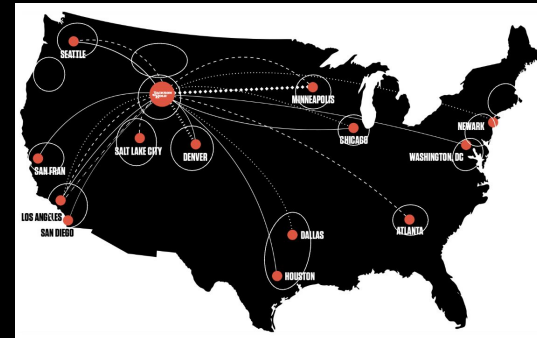 SEATTLE
MINNEAPOLIS
CHICAGO
NEWARK
WASHINGTON, DC
SALT LAKE CITY
DENVER
SAN FRAN
LOS ANGELES
SAN DIEGO
ATLANTA
DALLAS
HOUSTON